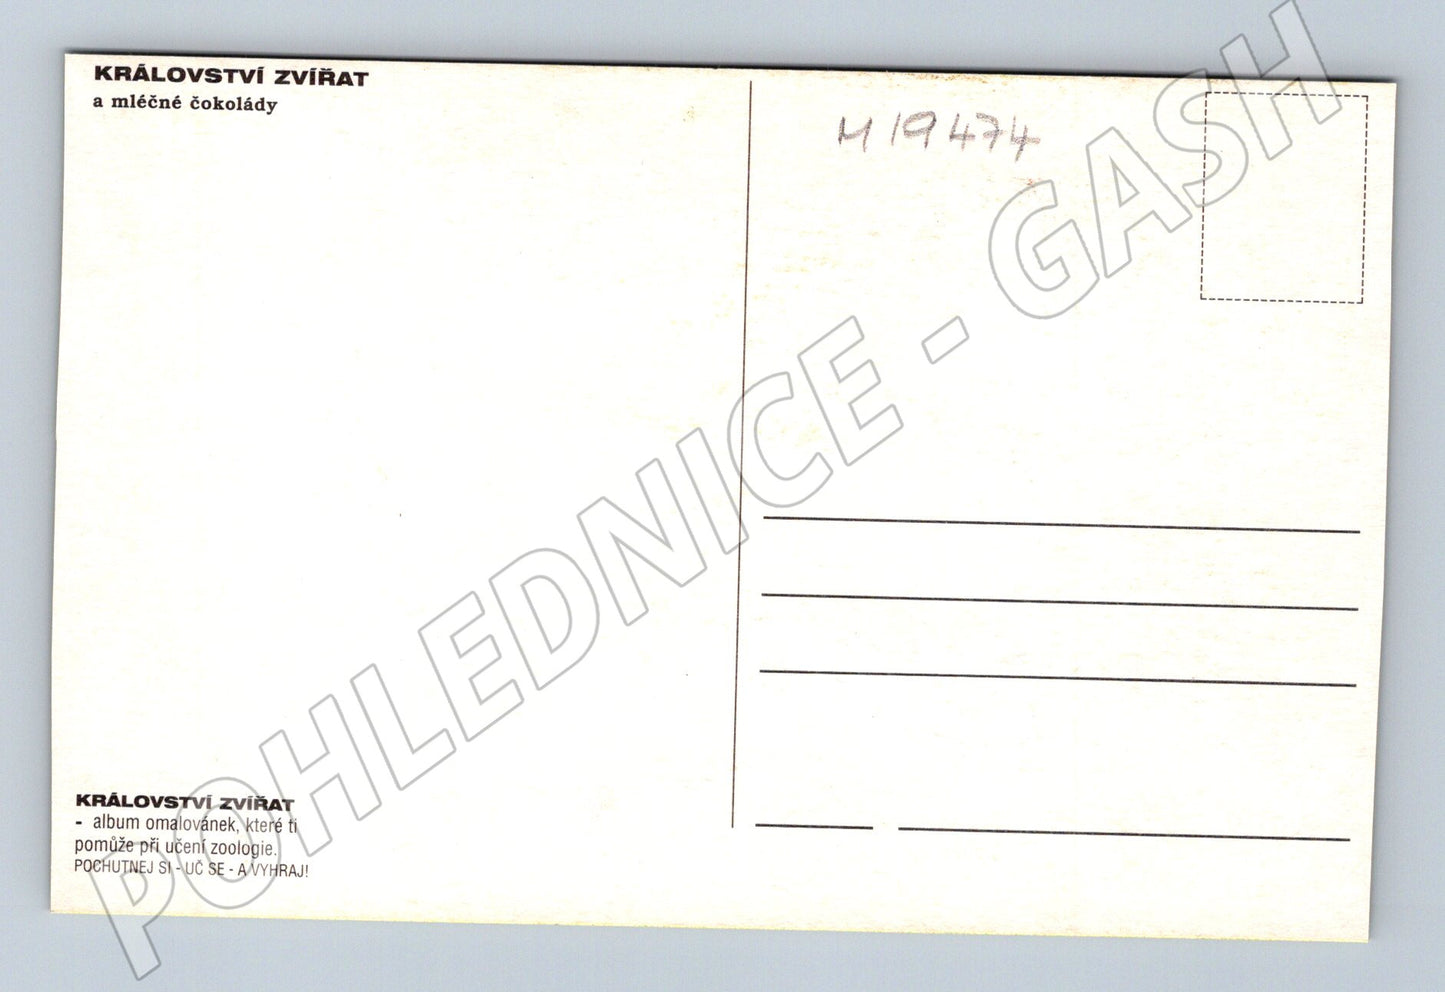 KRÁLOVSTVÍ ZVÍŘAT
a mléčné čokolády
M 19474
POHLEDNICE - GASH
KRÁLOVSTVÍ ZVÍŘAT
- album omalovánek, které ti
pomůže při učení zoologie.
POCHUTNEJ SI - UČ SE - A VYHRAJ!